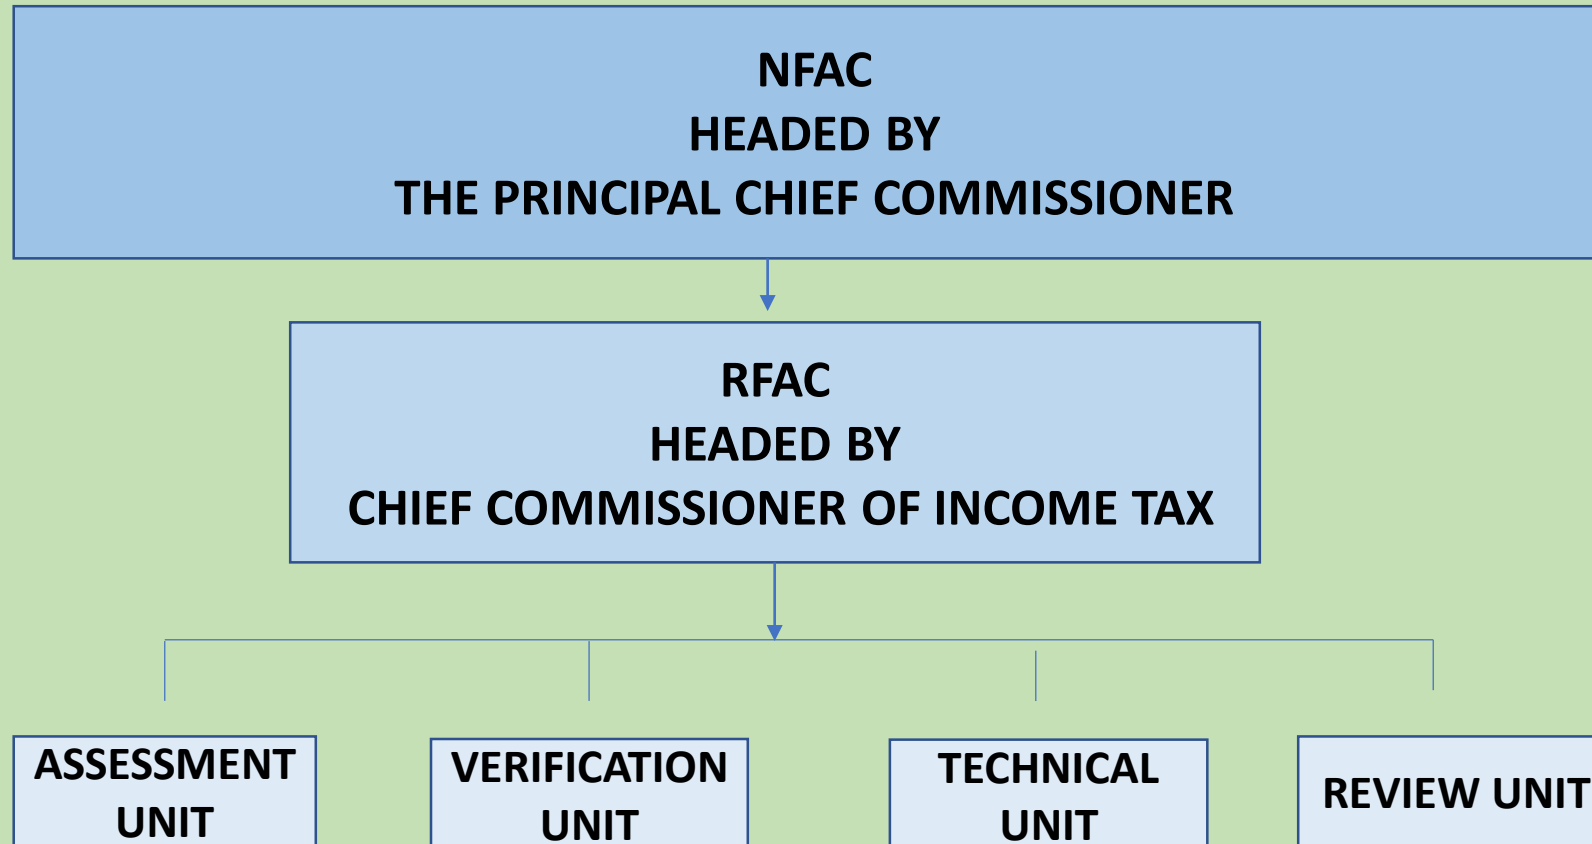 NFAC
HEADED BY
THE PRINCIPAL CHIEF COMMISSIONER
RFAC
HEADED BY
CHIEF COMMISSIONER OF INCOME TAX
ASSESSMENT
UNIT
VERIFICATION
UNIT
TECHNICAL
UNIT
REVIEW UNIT